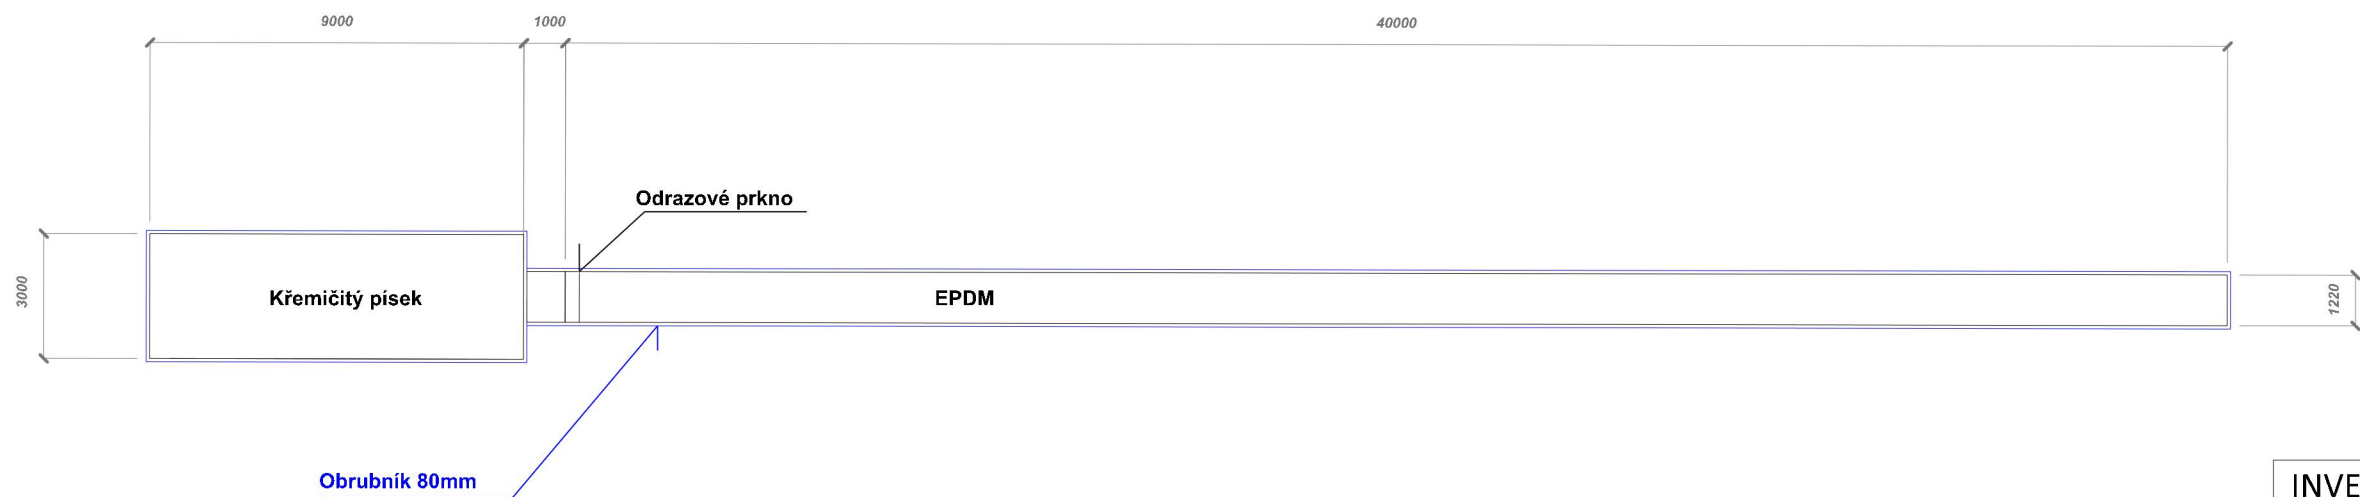 9000
1000
40000
Odrazové prkno
3000
Křemičitý písek
EPDM
1220
Obrubník 80mm
INVE